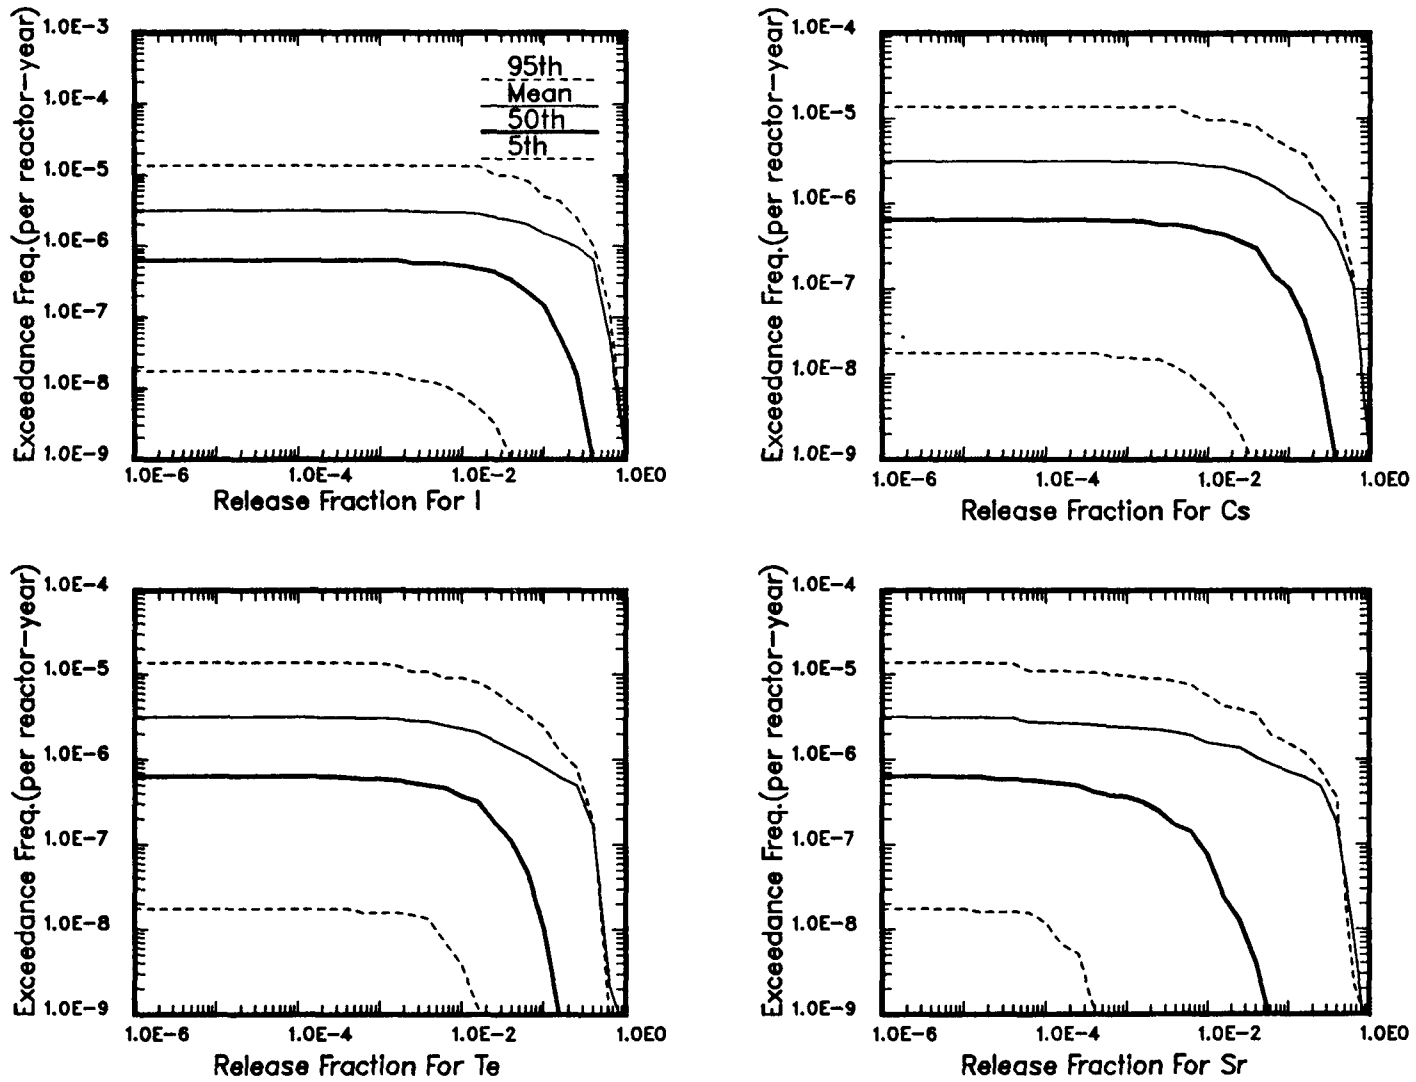 Exceedance Freq.(per reactor-year)
1.0E-3
1.0E-4
1.0E-5
1.0E-6
1.0E-7
1.0E-8
1.0E-9
95th
Mean
50th
5th
1.0E-6 1.0E-4 1.0E-2 1.0E0
Release Fraction For I
Exceedance Freq.(per reactor-year)
1.0E-4
1.0E-5
1.0E-6
1.0E-7
1.0E-8
1.0E-9
1.0E-6 1.0E-4 1.0E-2 1.0E0
Release Fraction For Cs
Exceedance Freq.(per reactor-year)
1.0E-4
1.0E-5
1.0E-6
1.0E-7
1.0E-8
1.0E-9
1.0E-6 1.0E-4 1.0E-2 1.0E0
Release Fraction For Te
Exceedance Freq.(per reactor-year)
1.0E-4
1.0E-5
1.0E-6
1.0E-7
1.0E-8
1.0E-9
1.0E-6 1.0E-4 1.0E-2 1.0E0
Release Fraction For Sr